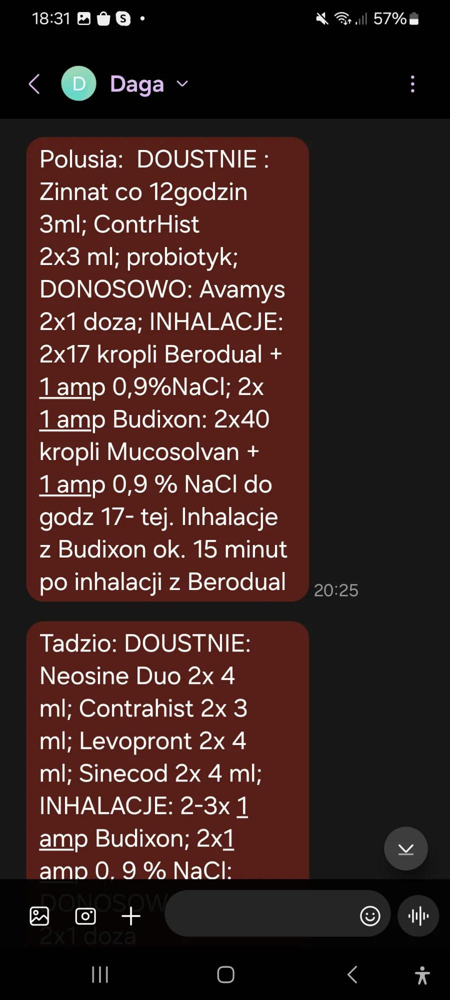 18:31
57%
D Daga
Polusia: DOUSTNIE :
Zinnat co 12godzin
3ml; ContrHist
2x3 ml; probiotyk;
DONOSOWO: Avamys
2x1 doza; INHALACJE:
2x17 kropli Berodual +
1 amp 0,9%NaCl; 2x
1 amp Budixon: 2x40
kropli Mucosolvan +
1 amp 0,9 % NaCl do
godz 17- tej. Inhalacje
z Budixon ok. 15 minut
po inhalacji z Berodual
20:25
Tadzio: DOUSTNIE:
Neosine Duo 2x 4
ml; Contrahist 2x 3
ml; Levopront 2x 4
ml; Sinecod 2x 4 ml;
INHALACJE: 2-3x 1
amp Budixon; 2x1
amp 0, 9 % NaCl:
DONOSOW
2x1 doza